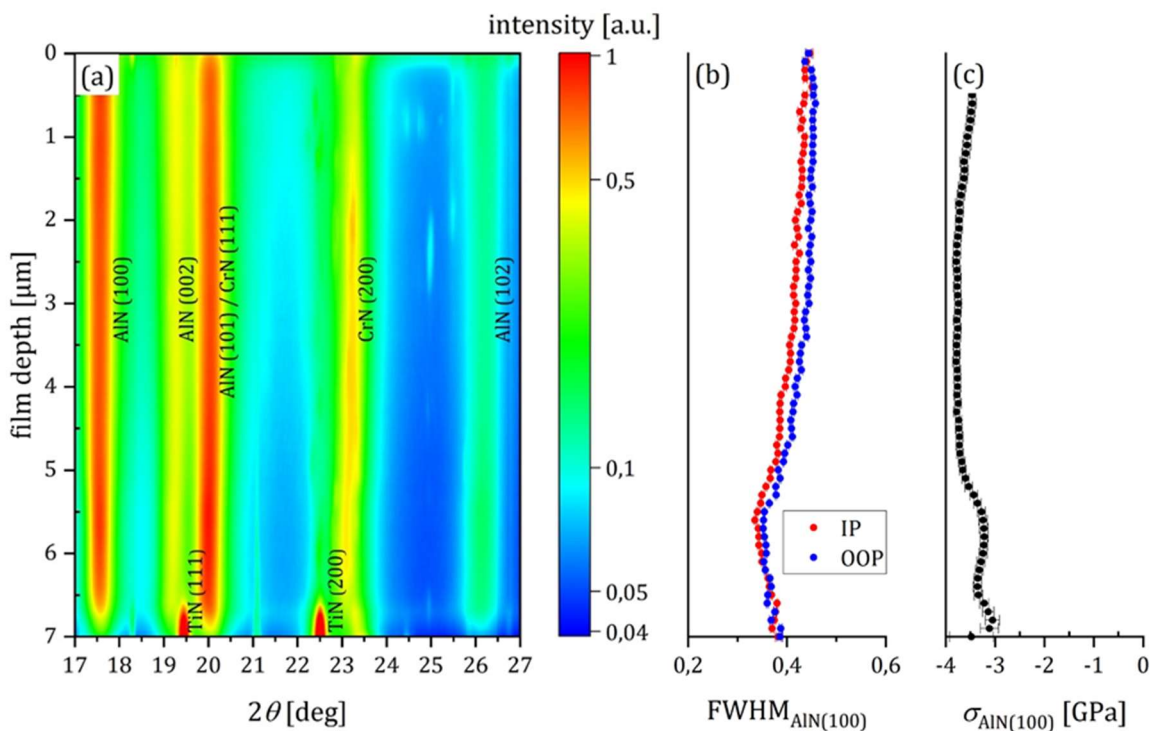 intensity [a.u.]
(a)
(b)
(c)
0
1
2
3
4
5
6
7
film depth [µm]
AlN (100)
AlN (002)
AlN (101) / CrN (111)
CrN (200)
AlN (102)
TiN (111)
TiN (200)
1
0,5
0,1
0,05
0,04
IP
OOP
17 18 19 20 21 22 23 24 25 26 27
2θ [deg]
0,2 0,4 0,6
FWHM AlN(100)
-4 -3 -2 -1 0
σ AlN(100) [GPa]